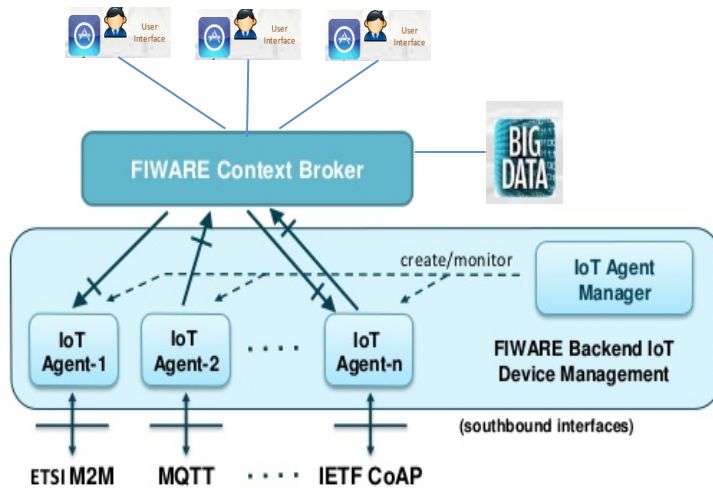 User
Interface
User
Interface
User
Interface
FIWARE Context Broker
BIG
DATA
create/monitor
IoT Agent
Manager
IoT
Agent-1
IoT
Agent-2
. . . .
IoT
Agent-n
FIWARE Backend IoT
Device Management
(southbound interfaces)
ETSI M2M
MQTT
. . . .
IETF CoAP